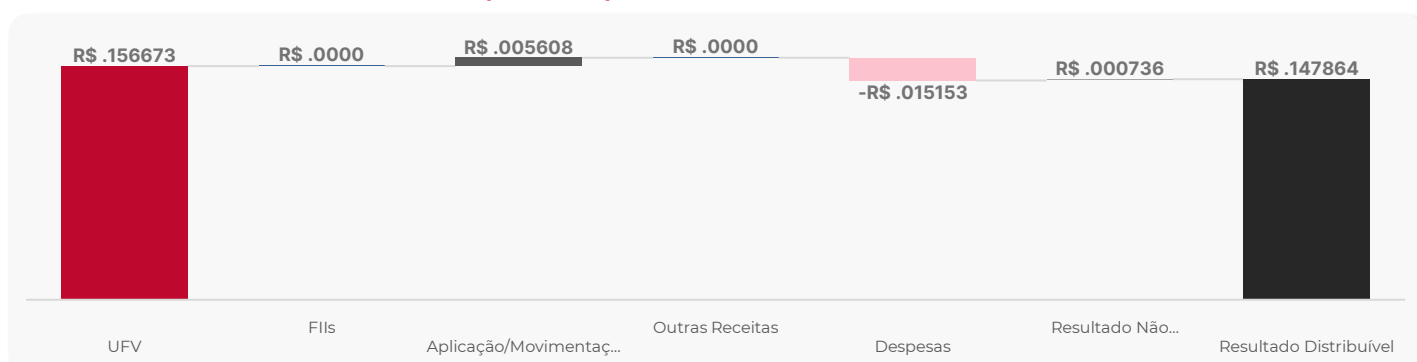 R$ .156673
R$ .0000
R$ .005608
R$ .0000
-R$ .015153
R$ .000736
R$ .147864
UFV
FIIs
Aplicação/Movimentaç...
Outras Receitas
Despesas
Resultado Não...
Resultado Distribuível